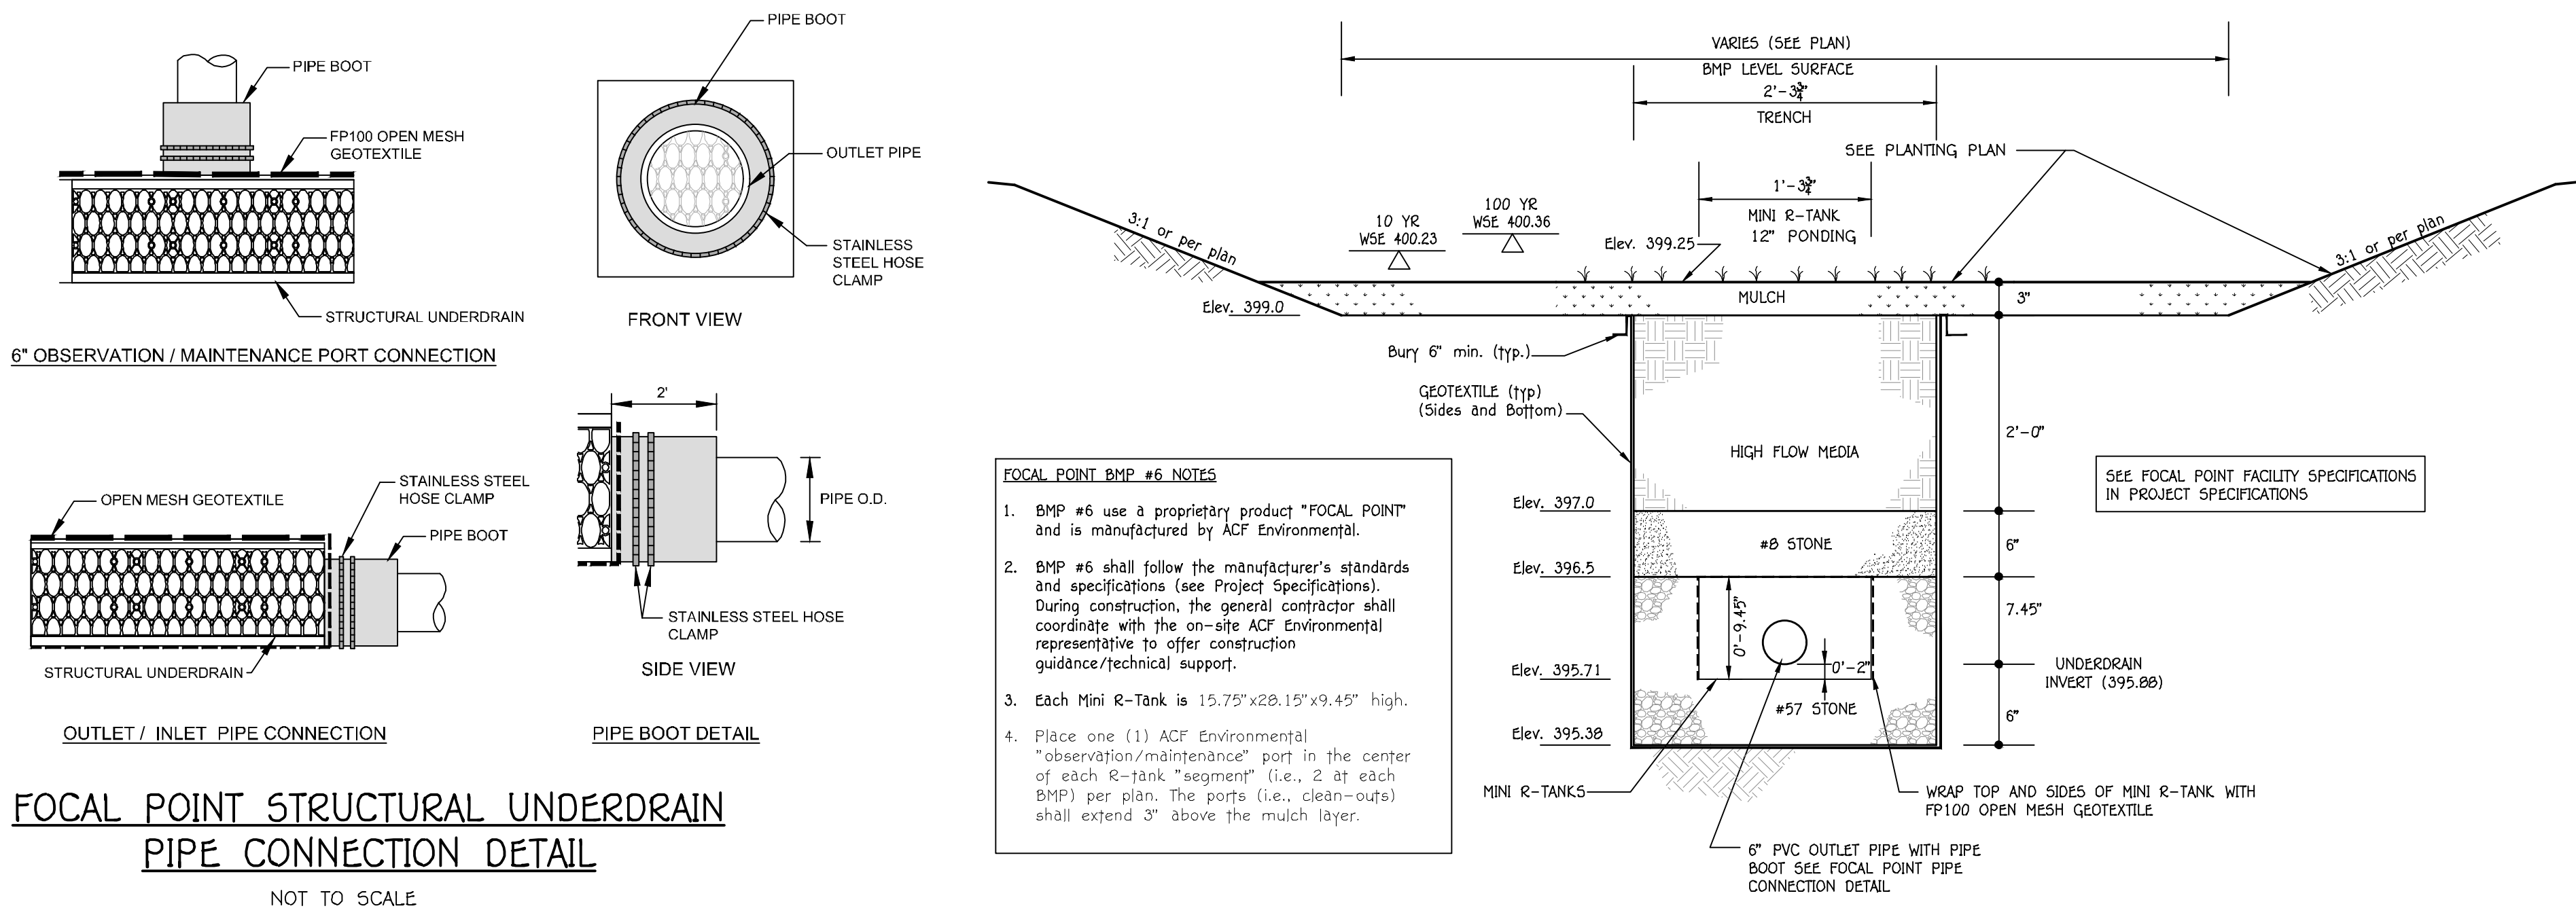 PIPE BOOT
FP100 OPEN MESH
GEOTEXTILE
STRUCTURAL UNDERDRAIN
6" OBSERVATION / MAINTENANCE PORT CONNECTION
PIPE BOOT
OUTLET PIPE
STAINLESS
STEEL HOSE
CLAMP
FRONT VIEW
OPEN MESH GEOTEXTILE
STAINLESS STEEL
HOSE CLAMP
PIPE BOOT
STRUCTURAL UNDERDRAIN
OUTLET / INLET PIPE CONNECTION
2'
PIPE O.D.
STAINLESS STEEL HOSE
CLAMP
SIDE VIEW
PIPE BOOT DETAIL
FOCAL POINT STRUCTURAL UNDERDRAIN
PIPE CONNECTION DETAIL
NOT TO SCALE
VARIES (SEE PLAN)
BMP LEVEL SURFACE
2'-3¾"
TRENCH
SEE PLANTING PLAN
1'-3¾"
MINI R-TANK
12" PONDING
10 YR
WSE 400.23
100 YR
WSE 400.36
Elev. 399.25
3:1 or per plan
3:1 or per plan
Elev. 399.0
MULCH
3"
Bury 6" min. (typ.)
GEOTEXTILE (typ)
(Sides and Bottom)
HIGH FLOW MEDIA
2'-0"
Elev. 397.0
#8 STONE
6"
Elev. 396.5
0'-9.45"
7.45"
0'-2"
Elev. 395.71
UNDERDRAIN
INVERT (395.88)
#57 STONE
6"
Elev. 395.38
MINI R-TANKS
WRAP TOP AND SIDES OF MINI R-TANK WITH
FP100 OPEN MESH GEOTEXTILE
6" PVC OUTLET PIPE WITH PIPE
BOOT SEE FOCAL POINT PIPE
CONNECTION DETAIL
SEE FOCAL POINT FACILITY SPECIFICATIONS
IN PROJECT SPECIFICATIONS
FOCAL POINT BMP #6 NOTES
1. BMP #6 use a proprietary product "FOCAL POINT"
and is manufactured by ACF Environmental.
2. BMP #6 shall follow the manufacturer's standards
and specifications (see Project Specifications).
During construction, the general contractor shall
coordinate with the on-site ACF Environmental
representative to offer construction
guidance/technical support.
3. Each Mini R-Tank is 15.75"x28.15"x9.45" high.
4. Place one (1) ACF Environmental
"observation/maintenance" port in the center
of each R-tank "segment" (i.e., 2 at each
BMP) per plan. The ports (i.e., clean-outs)
shall extend 3" above the mulch layer.